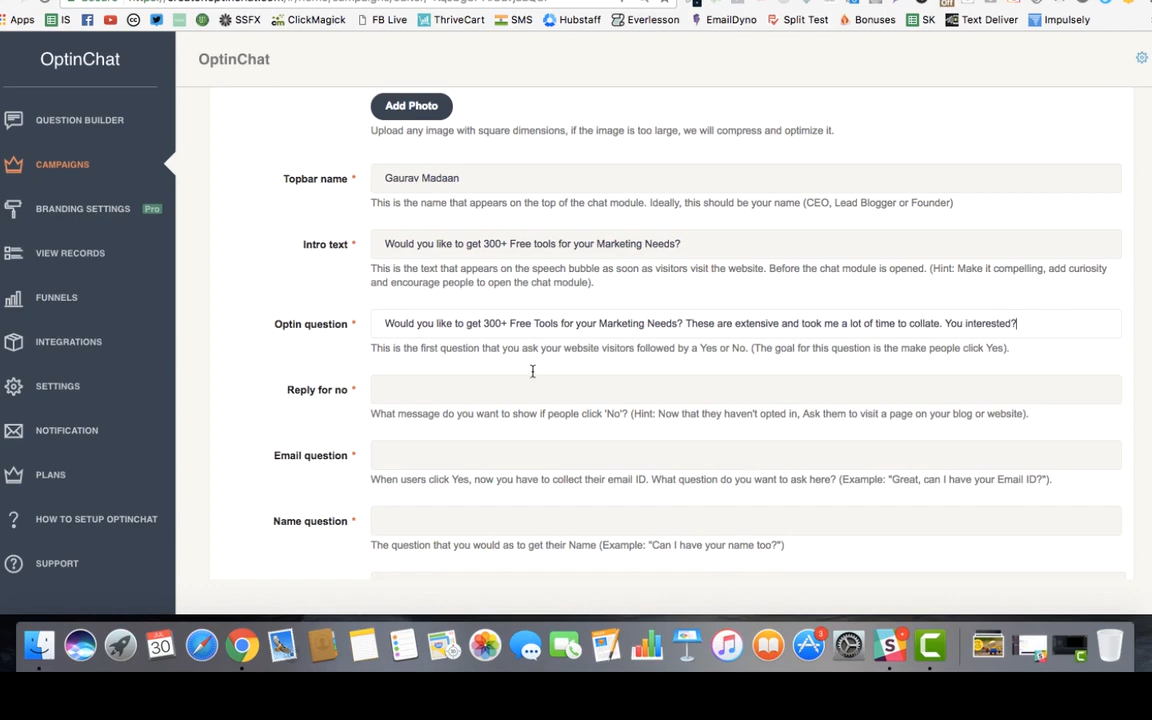 Apps
IS
SSFX
ClickMagick
FB Live
ThriveCart
SMS
Hubstaff
Everlesson
EmailDyno
Split Test
Bonuses
SK
Text Deliver
Impulsely
OptinChat
OptinChat
QUESTION BUILDER
CAMPAIGNS
BRANDING SETTINGS Pro
VIEW RECORDS
FUNNELS
INTEGRATIONS
SETTINGS
NOTIFICATION
PLANS
HOW TO SETUP OPTINCHAT
SUPPORT
Add Photo
Upload any image with square dimensions, if the image is too large, we will compress and optimize it.
Topbar name * Gaurav Madaan
This is the name that appears on the top of the chat module. Ideally, this should be your name (CEO, Lead Blogger or Founder)
Intro text * Would you like to get 300+ Free tools for your Marketing Needs?
This is the text that appears on the speech bubble as soon as visitors visit the website. Before the chat module is opened. (Hint: Make it compelling, add curiosity
and encourage people to open the chat module).
Optin question * Would you like to get 300+ Free Tools for your Marketing Needs? These are extensive and took me a lot of time to collate. You interested?
This is the first question that you ask your website visitors followed by a Yes or No. (The goal for this question is the make people click Yes).
Reply for no *
What message do you want to show if people click 'No'? (Hint: Now that they haven't opted in, Ask them to visit a page on your blog or website).
Email question *
When users click Yes, now you have to collect their email ID. What question do you want to ask here? (Example: "Great, can I have your Email ID?").
Name question *
The question that you would as to get their Name (Example: "Can I have your name too?")
30
3